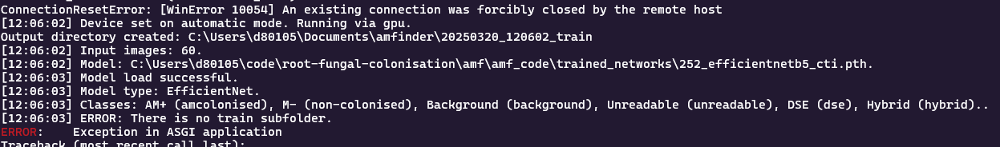 ConnectionResetError: [WinError 10054] An existing connection was forcibly closed by the remote host
[12:06:02] Device set on automatic mode. Running via gpu.
Output directory created: C:\Users\d80105\Documents\amfinder\20250320_120602_train
[12:06:02] Input images: 60.
[12:06:02] Model: C:\Users\d80105\code\root-fungal-colonisation\amf\amf_code\trained_networks\252_efficientnetb5_cti.pth.
[12:06:03] Model load successful.
[12:06:03] Model type: EfficientNet.
[12:06:03] Classes: AM+ (amcolonised), M- (non-colonised), Background (background), Unreadable (unreadable), DSE (dse), Hybrid (hybrid)..
[12:06:03] ERROR: There is no train subfolder.
ERROR:    Exception in ASGI application
Traceback (most recent call last):